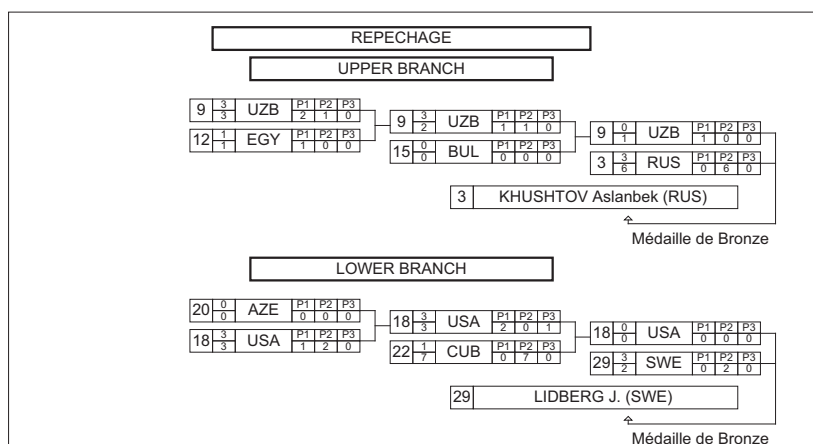 REPECHAGE
UPPER BRANCH
9 3 3 UZB P1 P2 P3 2 1 0
12 1 1 EGY P1 P2 P3 1 0 0
9 3 2 UZB P1 P2 P3 1 1 0
15 0 0 BUL P1 P2 P3 0 0 0
9 0 1 UZB P1 P2 P3 1 0 0
3 3 6 RUS P1 P2 P3 0 6 0
3 KHUSHTOV Aslanbek (RUS)
Médaille de Bronze
LOWER BRANCH
20 0 0 AZE P1 P2 P3 0 0 0
18 3 3 USA P1 P2 P3 1 2 0
18 3 3 USA P1 P2 P3 2 0 1
22 1 7 CUB P1 P2 P3 0 7 0
18 0 0 USA P1 P2 P3 0 0 0
29 3 2 SWE P1 P2 P3 0 2 0
29 LIDBERG J. (SWE)
Médaille de Bronze